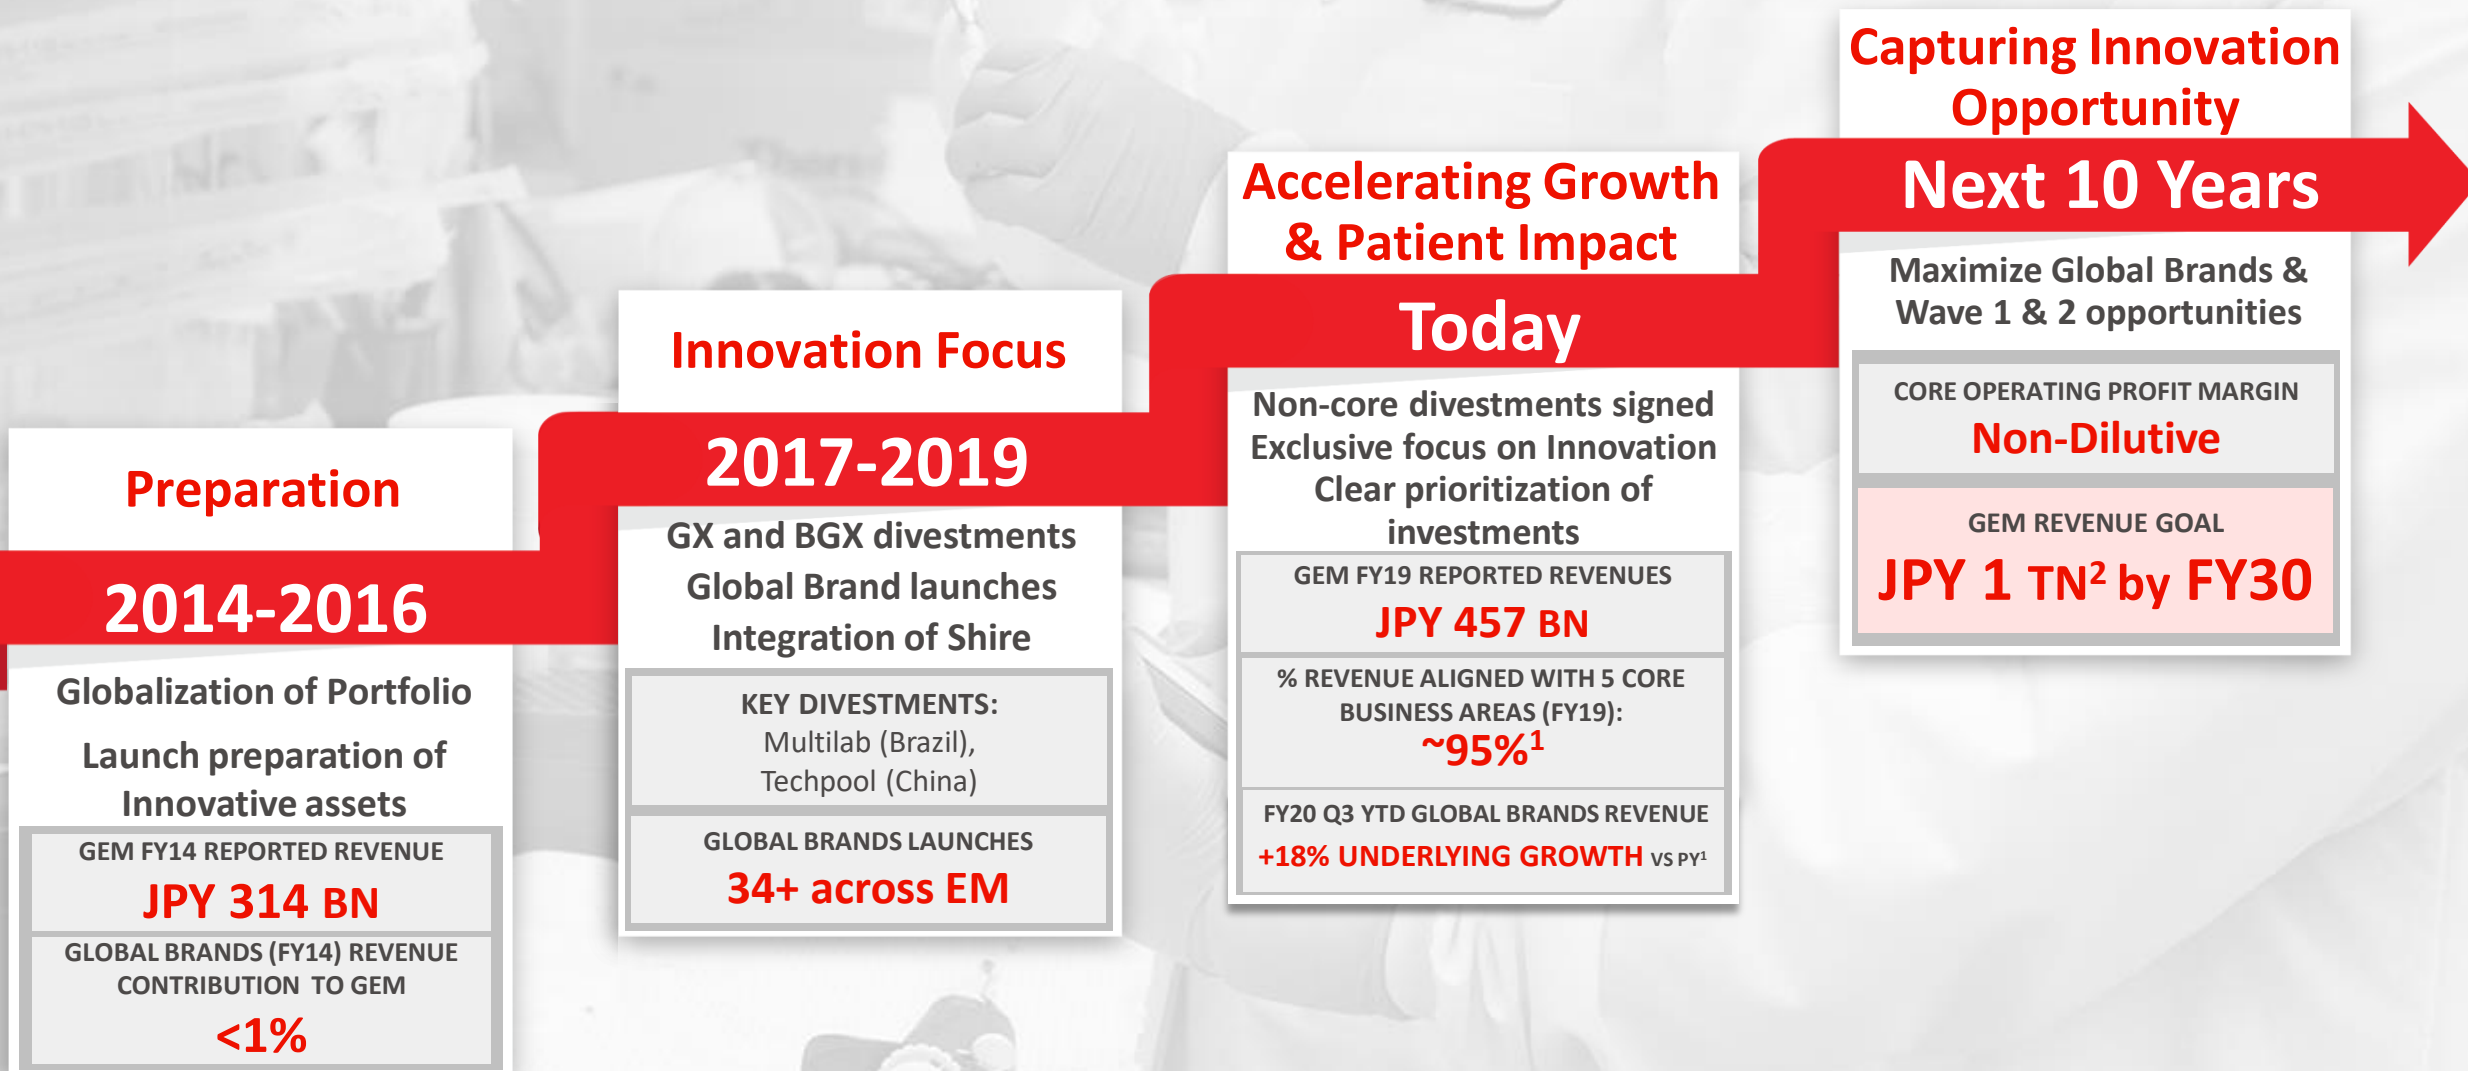 Preparation
2014-2016
Globalization of Portfolio
Launch preparation of
Innovative assets
GEM FY14 REPORTED REVENUE
JPY 314 BN
GLOBAL BRANDS (FY14) REVENUE
CONTRIBUTION TO GEM
<1%
Innovation Focus
2017-2019
GX and BGX divestments
Global Brand launches
Integration of Shire
KEY DIVESTMENTS:
Multilab (Brazil),
Techpool (China)
GLOBAL BRANDS LAUNCHES
34+ across EM
Accelerating Growth
& Patient Impact
Today
Non-core divestments signed
Exclusive focus on Innovation
Clear prioritization of
investments
GEM FY19 REPORTED REVENUES
JPY 457 BN
% REVENUE ALIGNED WITH 5 CORE
BUSINESS AREAS (FY19):
~95%¹
FY20 Q3 YTD GLOBAL BRANDS REVENUE
+18% UNDERLYING GROWTH VS PY¹
Capturing Innovation
Opportunity
Next 10 Years
Maximize Global Brands &
Wave 1 & 2 opportunities
CORE OPERATING PROFIT MARGIN
Non-Dilutive
GEM REVENUE GOAL
JPY 1 TN² by FY30